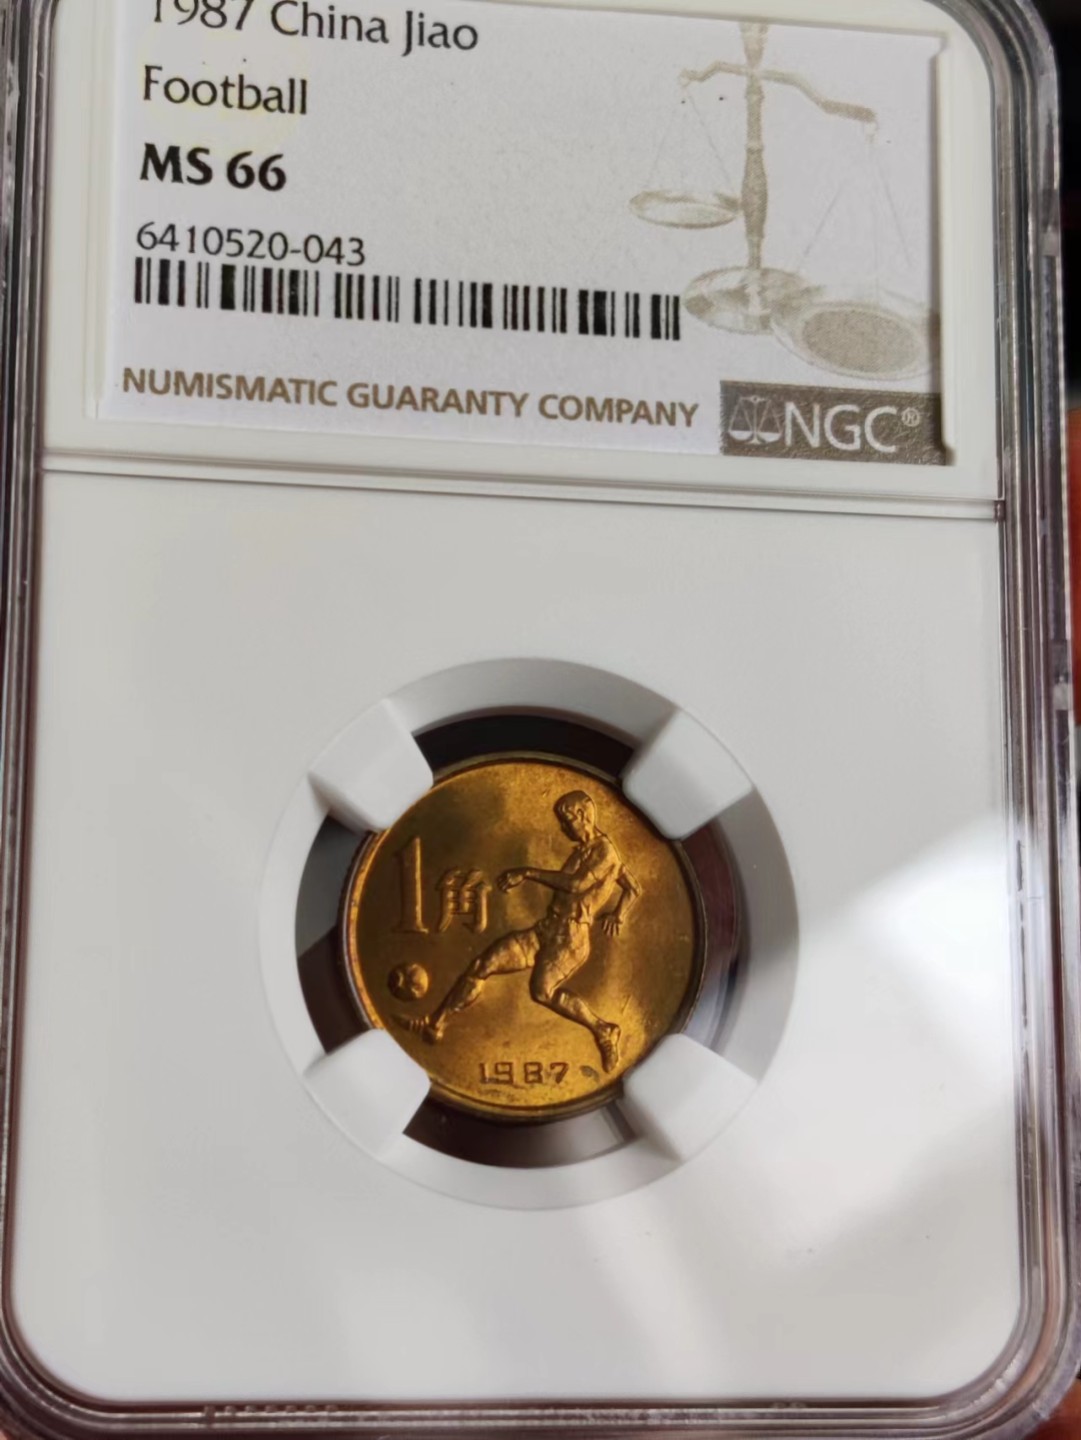 1987 China Jiao
Football
MS 66
6410520-043
NUMISMATIC GUARANTY COMPANY
NGC®
1角
1987